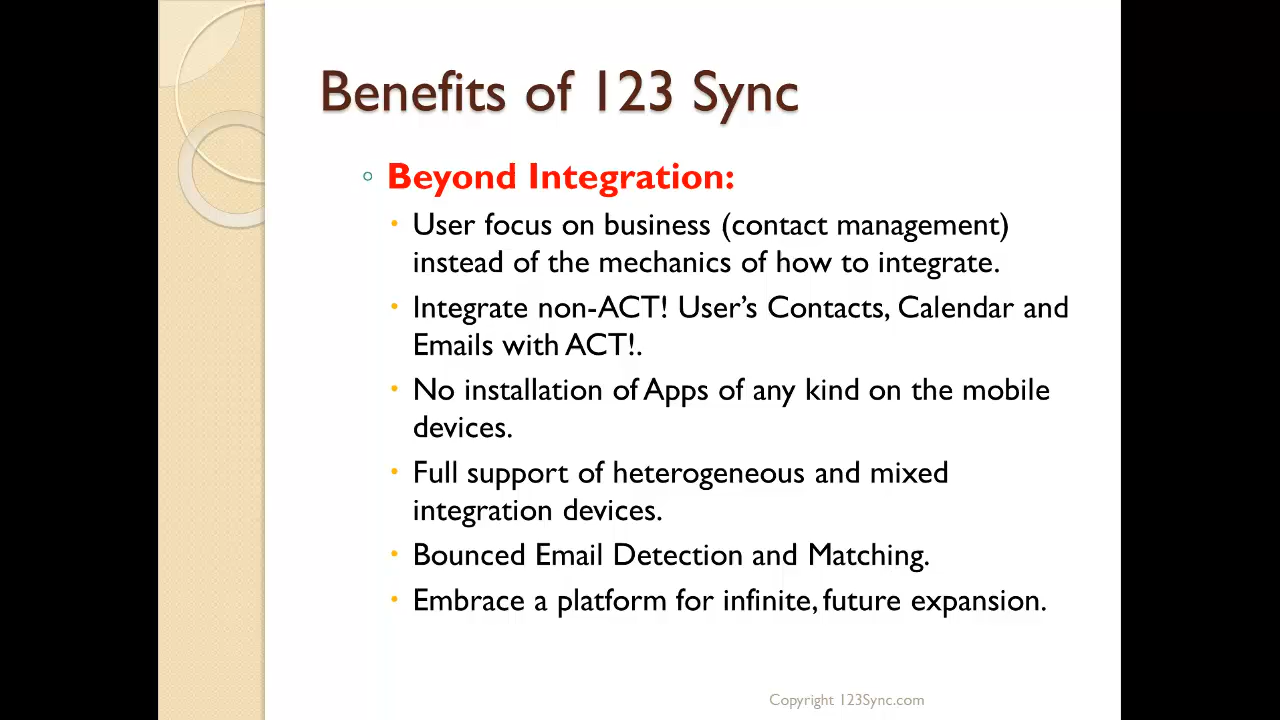 Benefits of 123 Sync
Beyond Integration:
User focus on business (contact management)
instead of the mechanics of how to integrate.
Integrate non-ACT! User's Contacts, Calendar and
Emails with ACT!.
No installation of Apps of any kind on the mobile
devices.
Full support of heterogeneous and mixed
integration devices.
Bounced Email Detection and Matching.
Embrace a platform for infinite, future expansion.
Copyright 123Sync.com